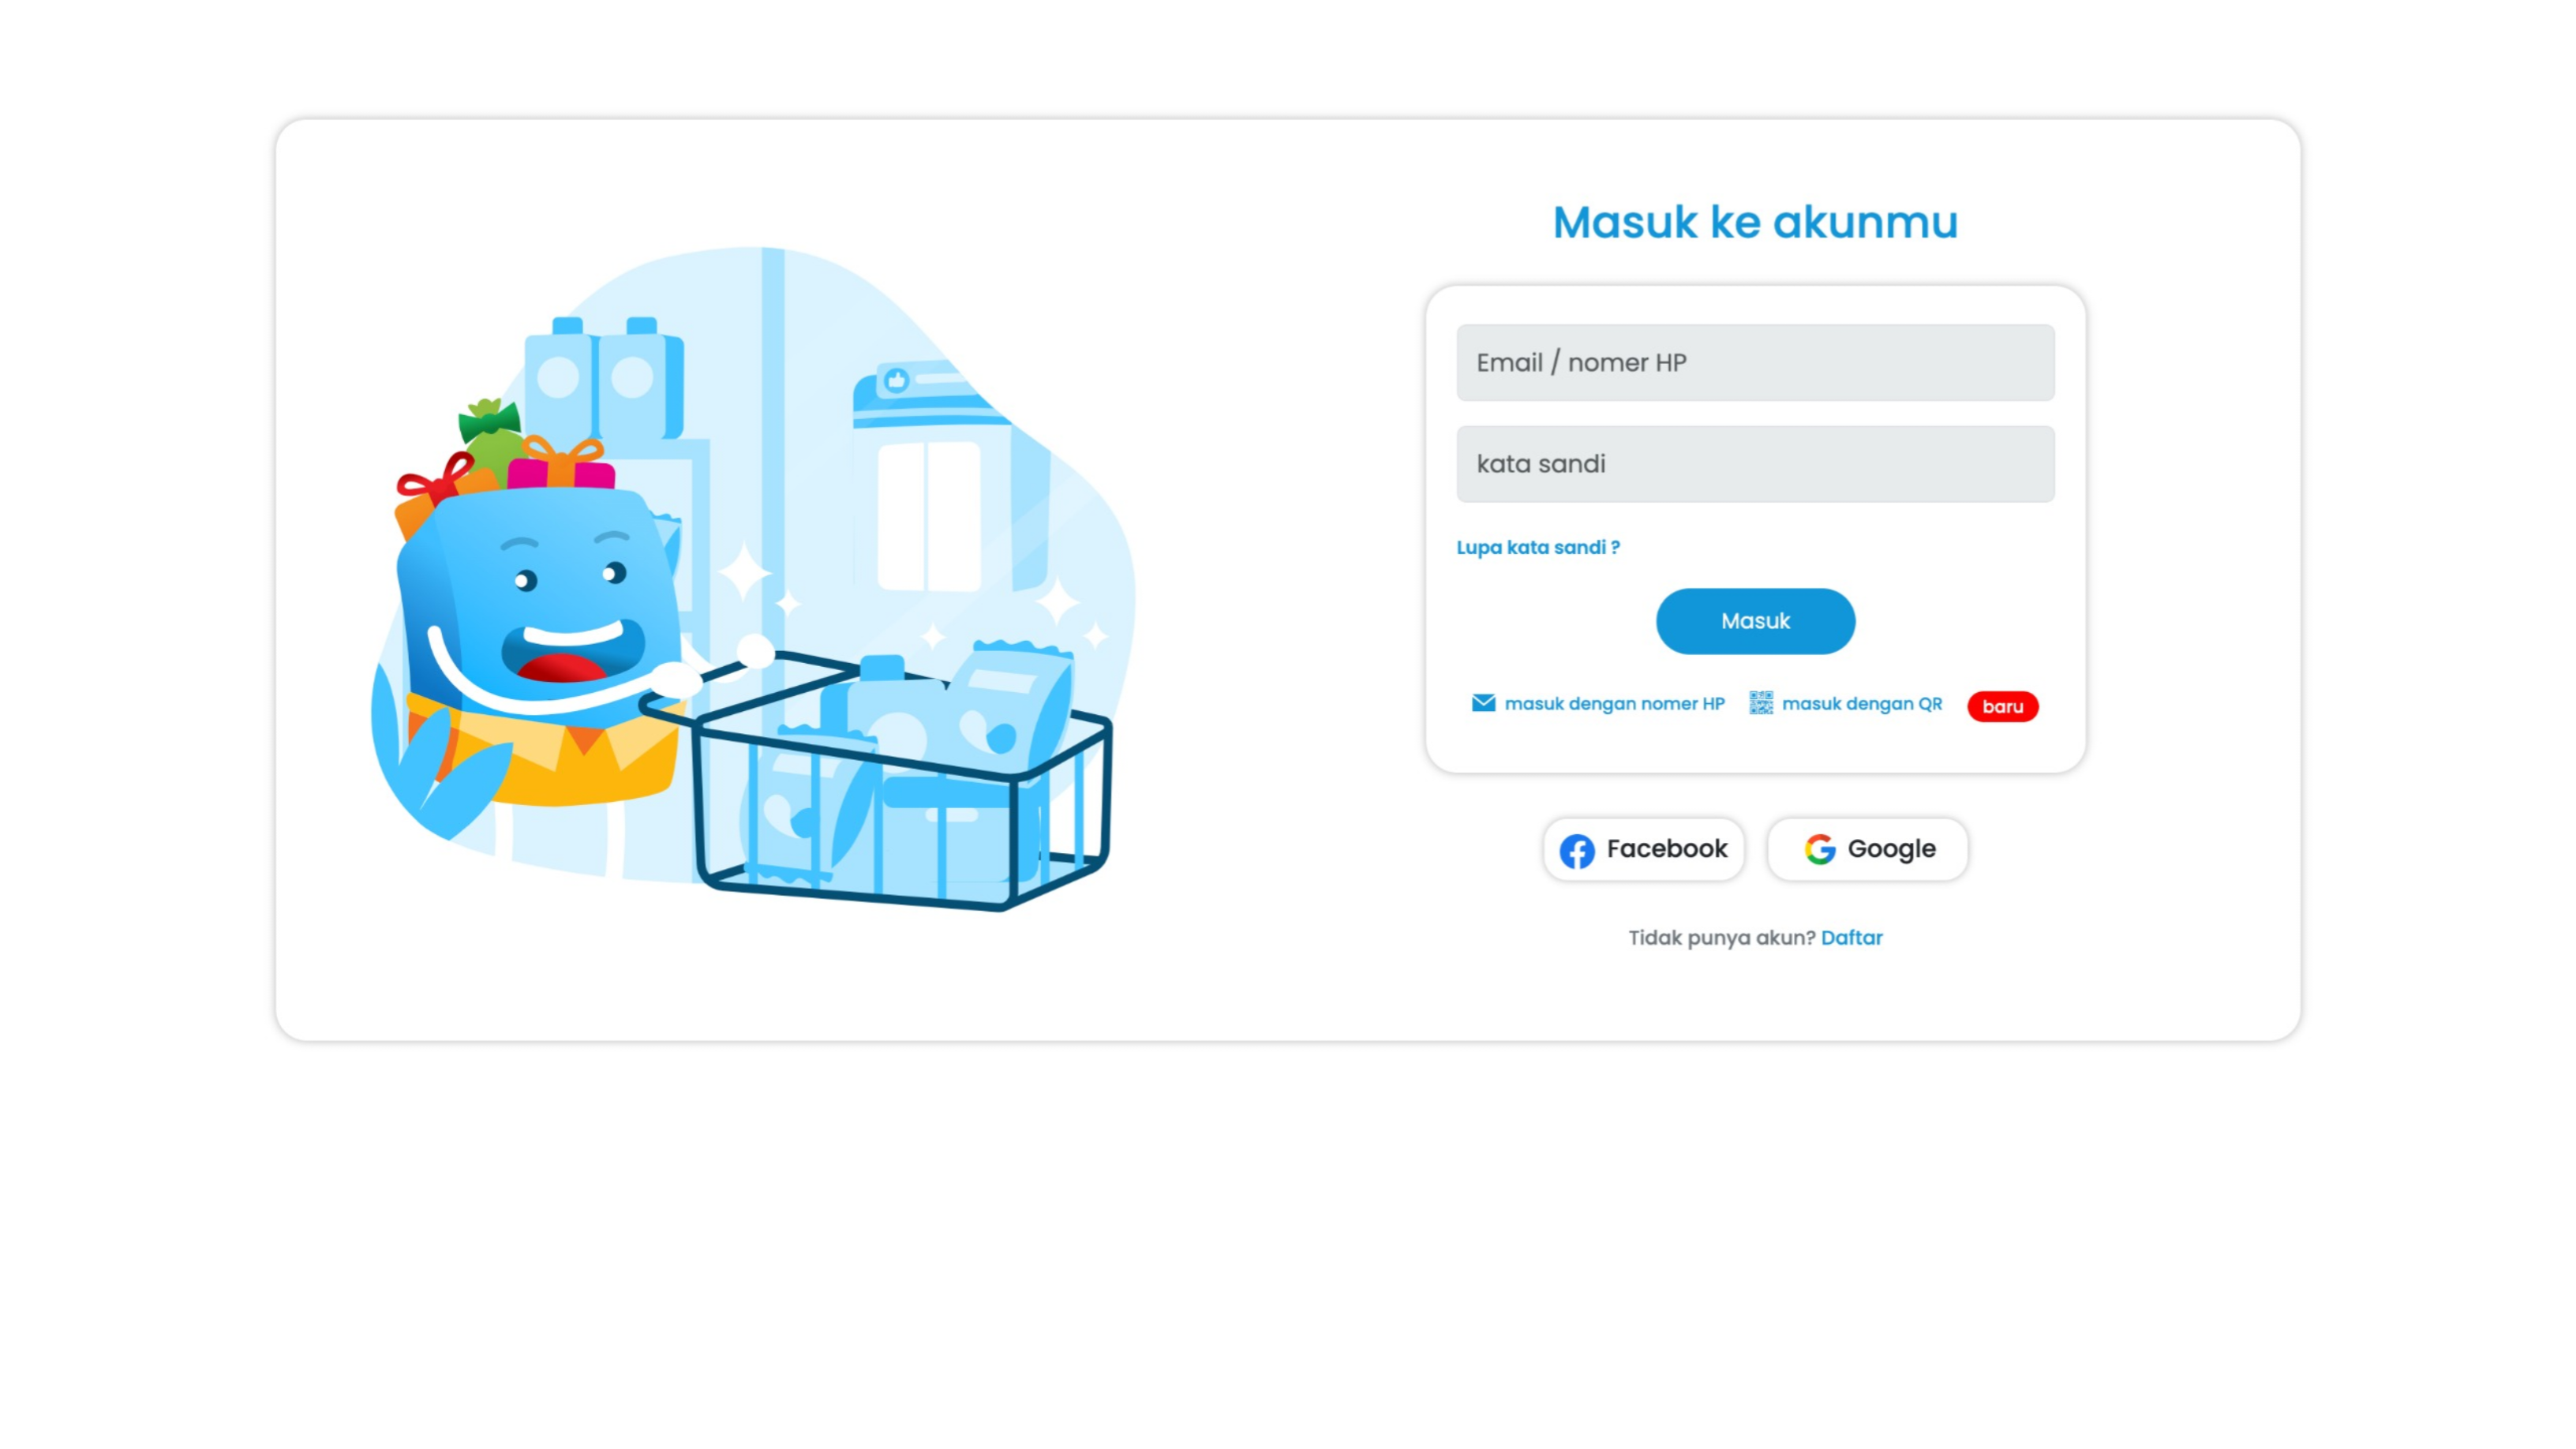 Masuk ke akunmu
Email / nomer HP
kata sandi
Lupa kata sandi ?
Masuk
masuk dengan nomer HP masuk dengan QR baru
Facebook Google
Tidak punya akun? Daftar